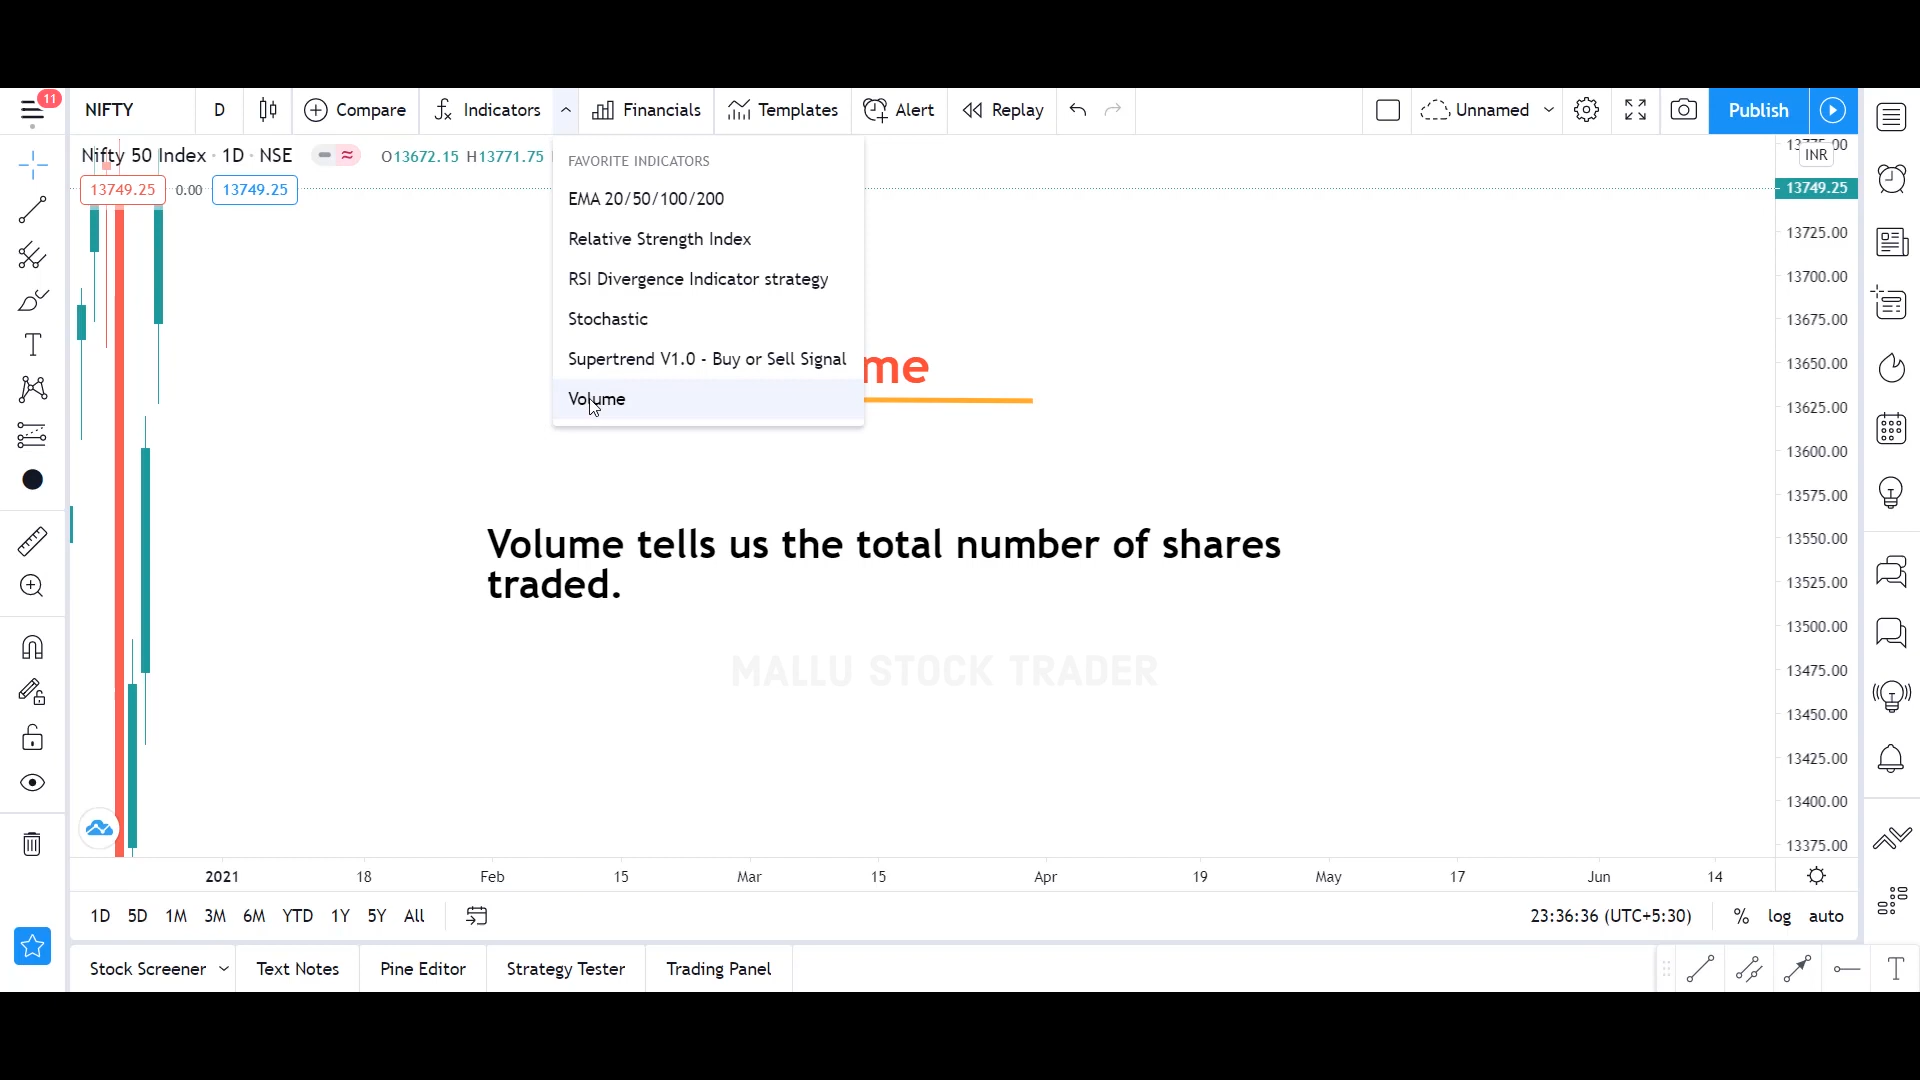 11
NIFTY
D
Compare
Indicators
Financials
Templates
Alert
Replay
Unnamed
Publish
Nifty 50 Index · 1D · NSE
O13672.15 H13771.75
13749.25
0.00
13749.25
FAVORITE INDICATORS
EMA 20/50/100/200
Relative Strength Index
RSI Divergence Indicator strategy
Stochastic
Supertrend V1.0 - Buy or Sell Signal
Volume
me
Volume tells us the total number of shares
traded.
MALLU STOCK TRADER
INR
13749.25
13725.00
13700.00
13675.00
13650.00
13625.00
13600.00
13575.00
13550.00
13525.00
13500.00
13475.00
13450.00
13425.00
13400.00
13375.00
2021 18 Feb 15 Mar 15 Apr 19 May 17 Jun 14
1D 5D 1M 3M 6M YTD 1Y 5Y All
23:36:36 (UTC+5:30) % log auto
Stock Screener Text Notes Pine Editor Strategy Tester Trading Panel